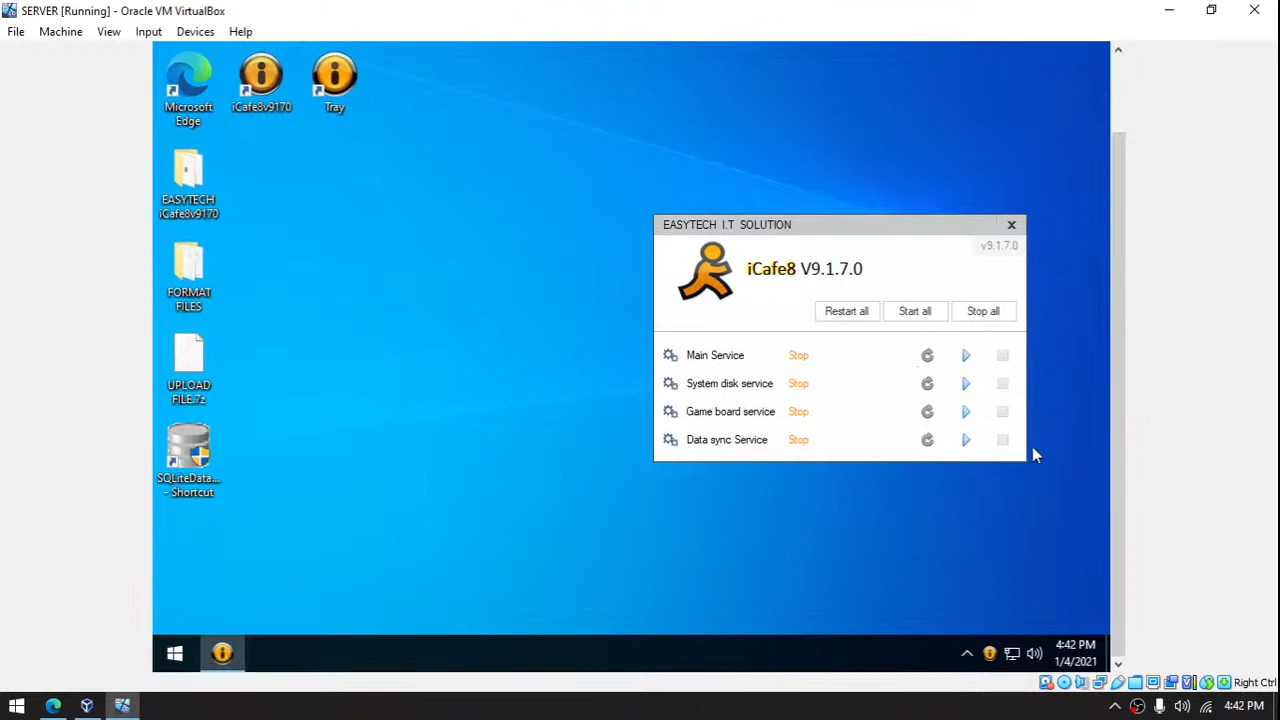 SERVER [Running] - Oracle VM VirtualBox
File Machine View Input Devices Help
Microsoft
Edge
iCafe8v9170
Tray
EASYTECH
iCafe8v9170
FORMAT
FILES
UPLOAD
FILE.7z
SQLiteData...
- Shortcut
EASYTECH I.T SOLUTION
v9.1.7.0
iCafe8 V9.1.7.0
Restart all Start all Stop all
Main Service Stop
System disk service Stop
Game board service Stop
Data sync Service Stop
4:42 PM
1/4/2021
Right Ctrl
4:42 PM